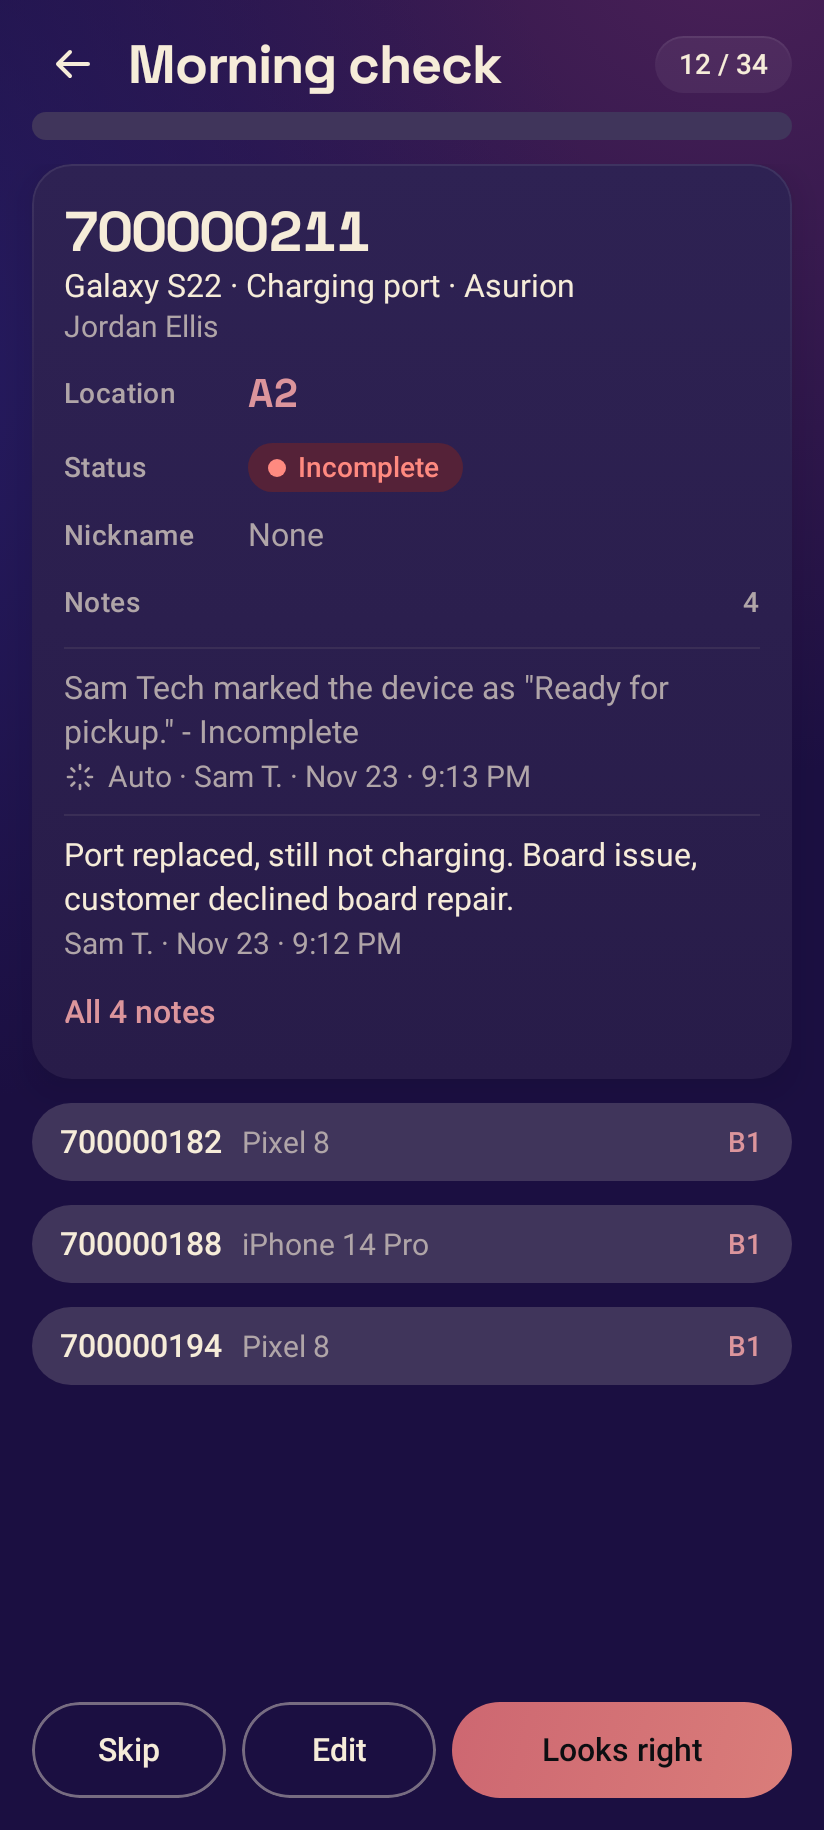 Morning check
12 / 34
700000211
Galaxy S22 · Charging port · Asurion
Jordan Ellis
Location A2
Status Incomplete
Nickname None
Notes 4
Sam Tech marked the device as "Ready for
pickup." - Incomplete
Auto · Sam T. · Nov 23 · 9:13 PM
Port replaced, still not charging. Board issue,
customer declined board repair.
Sam T. · Nov 23 · 9:12 PM
All 4 notes
700000182 Pixel 8 B1
700000188 iPhone 14 Pro B1
700000194 Pixel 8 B1
Skip Edit Looks right